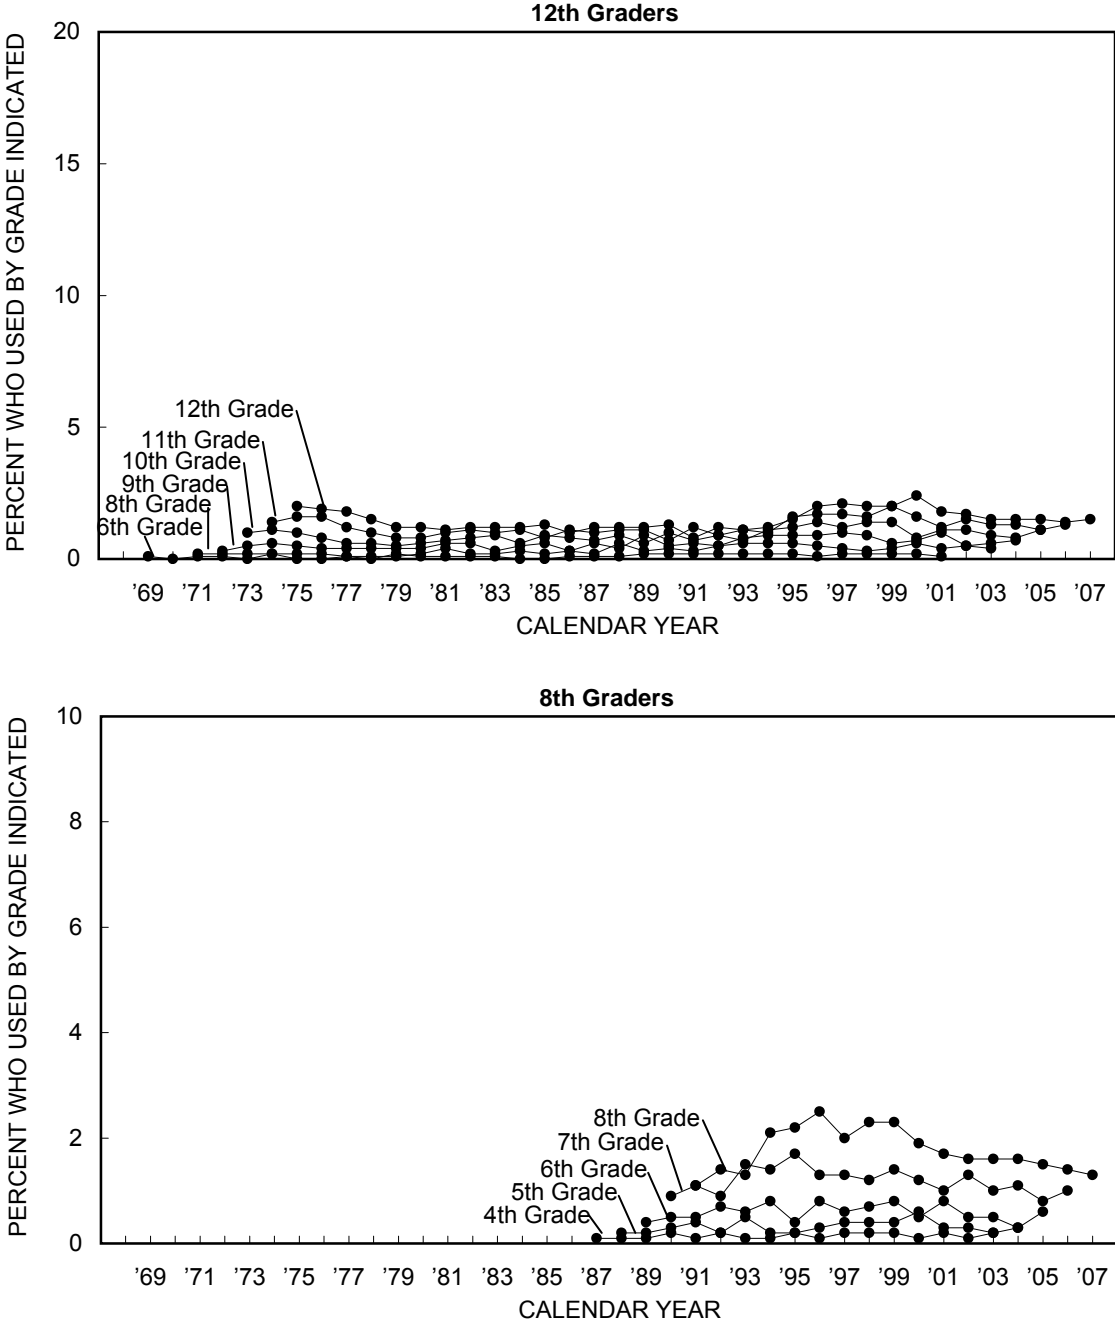 12th Graders
PERCENT WHO USED BY GRADE INDICATED
20
15
10
5
0
12th Grade
11th Grade
10th Grade
9th Grade
8th Grade
6th Grade
’69 ’71 ’73 ’75 ’77 ’79 ’81 ’83 ’85 ’87 ’89 ’91 ’93 ’95 ’97 ’99 ’01 ’03 ’05 ’07
CALENDAR YEAR
8th Graders
PERCENT WHO USED BY GRADE INDICATED
10
8
6
4
2
0
8th Grade
7th Grade
6th Grade
5th Grade
4th Grade
’69 ’71 ’73 ’75 ’77 ’79 ’81 ’83 ’85 ’87 ’89 ’91 ’93 ’95 ’97 ’99 ’01 ’03 ’05 ’07
CALENDAR YEAR